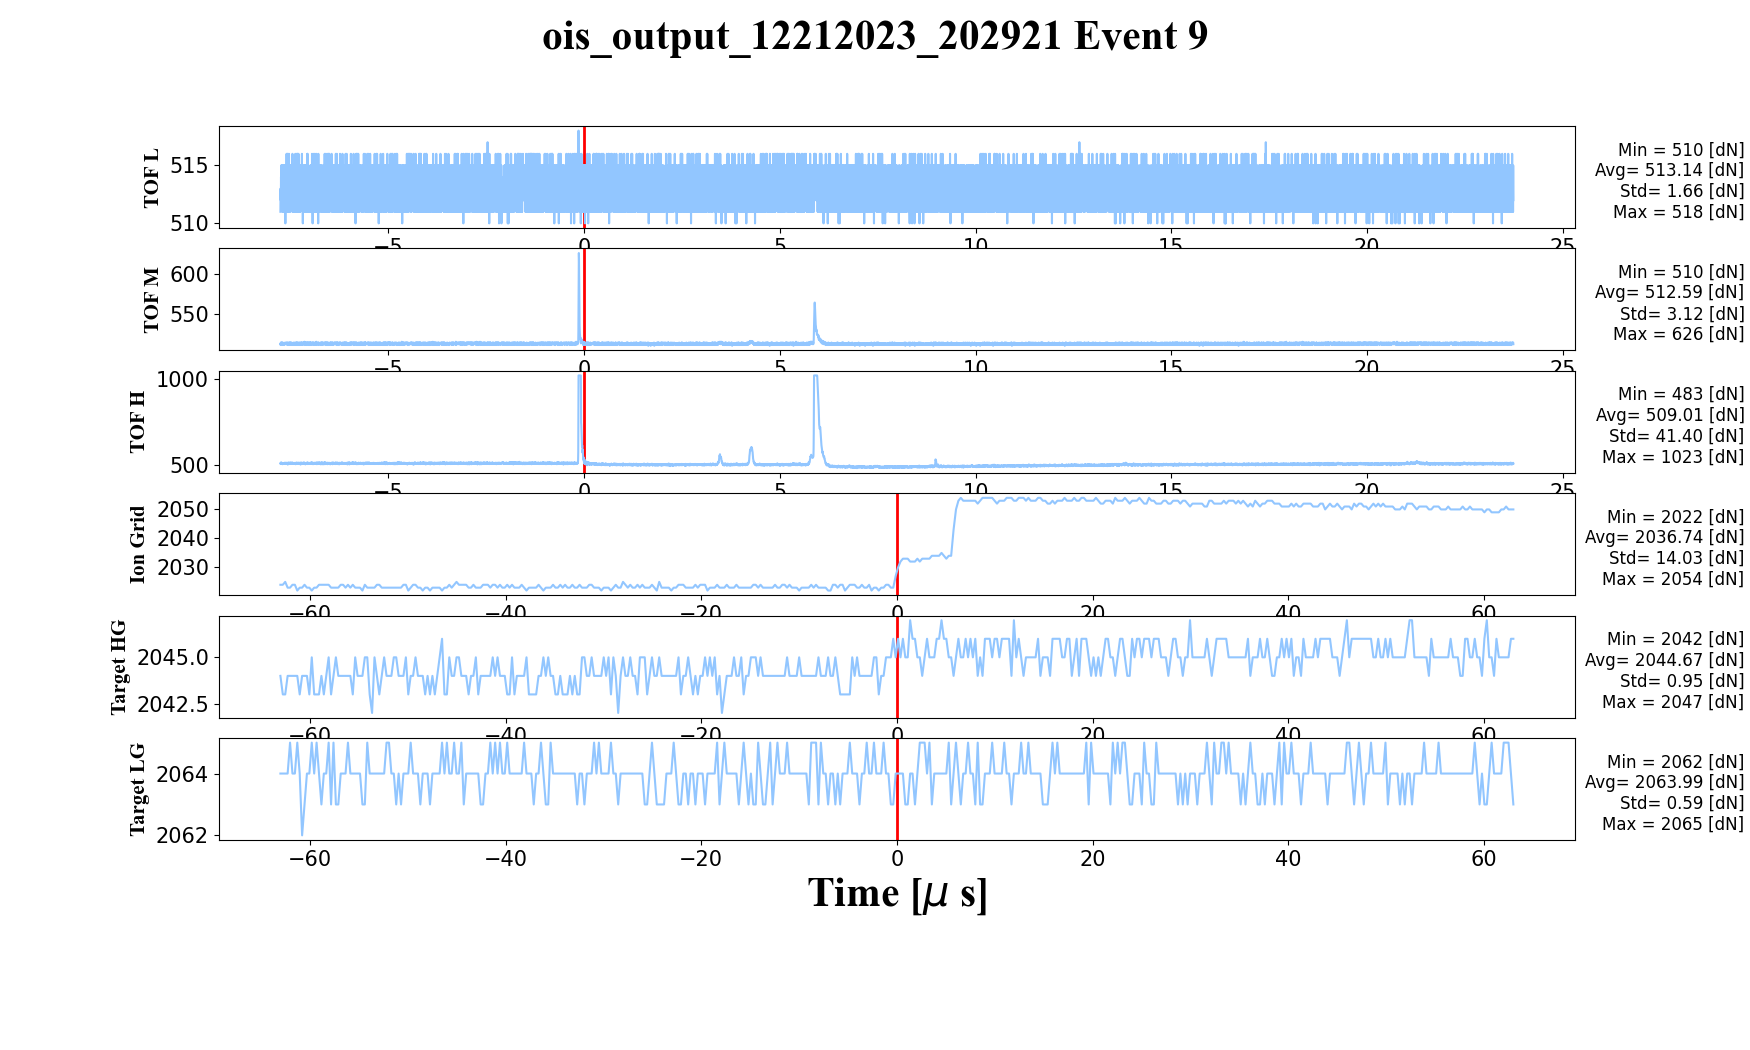 ois_output_12212023_202921 Event 9
TOF L
515
510
−5 0 5 10 15 20 25
Min = 510 [dN]
Avg= 513.14 [dN]
Std= 1.66 [dN]
Max = 518 [dN]
TOF M
600
550
−5 0 5 10 15 20 25
Min = 510 [dN]
Avg= 512.59 [dN]
Std= 3.12 [dN]
Max = 626 [dN]
TOF H
1000
500
−5 0 5 10 15 20 25
Min = 483 [dN]
Avg= 509.01 [dN]
Std= 41.40 [dN]
Max = 1023 [dN]
Ion Grid
2050
2040
2030
−60 −40 −20 0 20 40 60
Min = 2022 [dN]
Avg= 2036.74 [dN]
Std= 14.03 [dN]
Max = 2054 [dN]
Target HG
2045.0
2042.5
−60 −40 −20 0 20 40 60
Min = 2042 [dN]
Avg= 2044.67 [dN]
Std= 0.95 [dN]
Max = 2047 [dN]
Target LG
2064
2062
−60 −40 −20 0 20 40 60
Min = 2062 [dN]
Avg= 2063.99 [dN]
Std= 0.59 [dN]
Max = 2065 [dN]
Time [μ s]